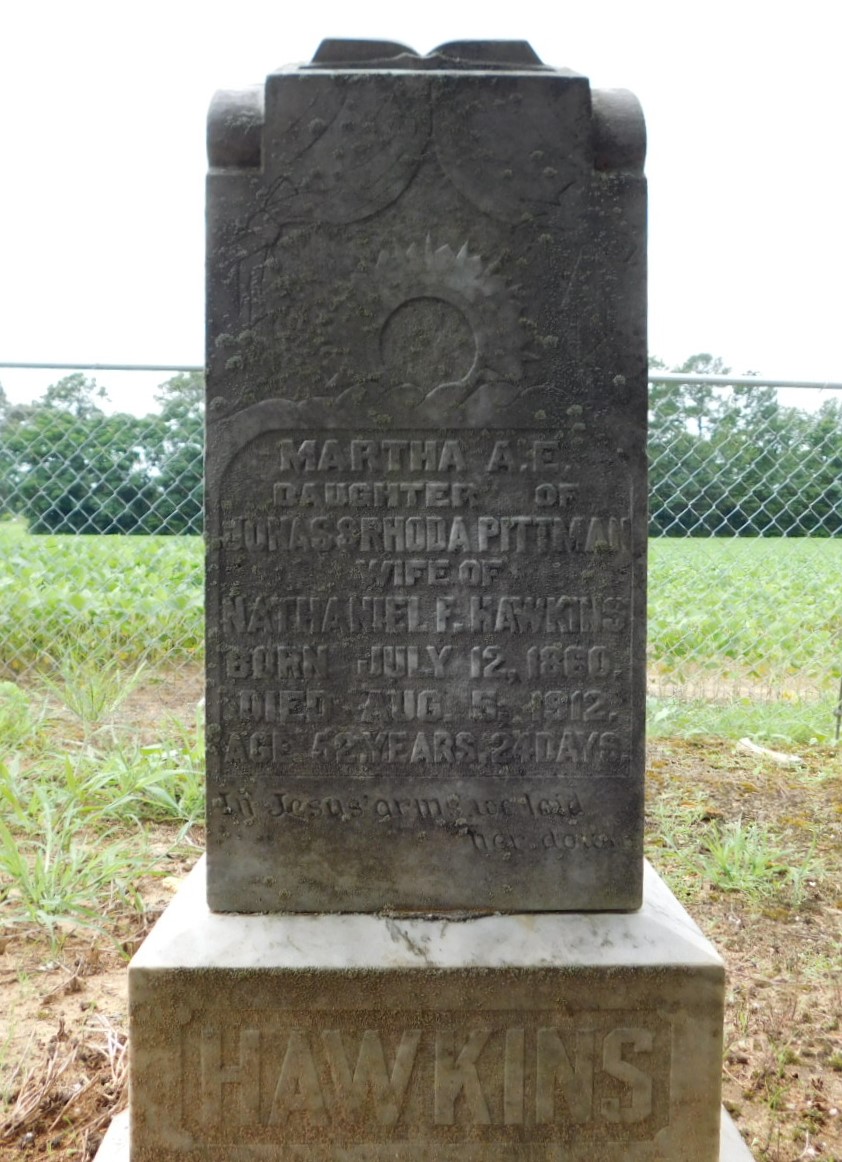 MARTHA A.E.
DAUGHTER OF
JONAS & RHODA PITTMAN
WIFE OF
NATHANIEL F. HAWKINS
BORN JULY 12, 1860.
DIED AUG. 5, 1912.
AGE 52, YEARS, 24 DAYS.
In Jesus' arms we laid
her down
HAWKINS